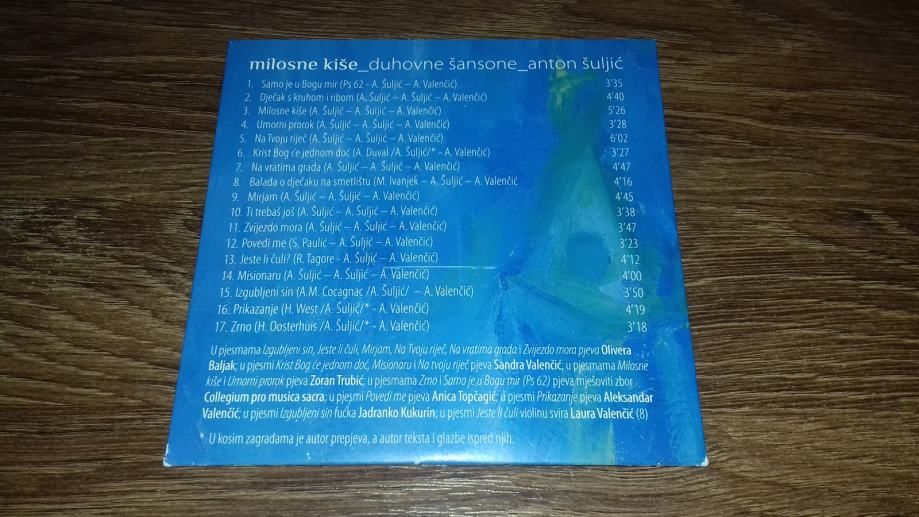 milosne kiše_duhovne šansone_anton šuljić
1. Samo je u Bogu mir (Ps 62 - A. Šuljić – A. Valenčić) 3'35
2. Dječak s kruhom i ribom (A. Šuljić – A. Šuljić – A. Valenčić) 4'40
3. Milosne kiše (A. Šuljić – A. Šuljić – A. Valenčić) 5'26
4. Umorni prorok (A. Šuljić – A. Šuljić – A. Valenčić) 3'28
5. Na Tvoju riječ (A. Šuljić – A. Šuljić – A. Valenčić) 6'02
6. Krist Bog će jednom doć (A. Duval /A. Šuljić/* - A. Valenčić) 3'27
7. Na vratima grada (A. Šuljić – A. Šuljić – A. Valenčić) 4'47
8. Balada o dječaku na smetlištu (M. Ivanjek – A. Šuljić – A. Valenčić 4'16
9. Mirjam (A. Šuljić – A. Šuljić – A. Valenčić) 4'45
10. Ti trebaš još (A. Šuljić – A. Šuljić – A. Valenčić) 3'38
11. Zvijezdo mora (A. Šuljić – A. Šuljić – A. Valenčić) 3'47
12. Povedi me (S. Paulić – A. Šuljić – A. Valenčić) 3'23
13. Jeste li čuli? (R. Tagore - A. Šuljić – A. Valenčić) 4'12
14. Misionaru (A. Šuljić – A. Šuljić – A. Valenčić) 4'00
15. Izgubljeni sin (A.M. Cocagnac /A. Šuljić/ – A. Valenčić) 3'50
16. Prikazanje (H. West /A. Šuljić/* - A. Valenčić) 4'19
17. Zrno (H. Oosterhuis /A. Šuljić/* - A. Valenčić) 3'18
U pjesmama Izgubljeni sin, Jeste li čuli, Mirjam, Na Tvoju riječ, Na vratima grada i Zvijezdo mora pjeva Olivera
Baljak; u pjesmi Krist Bog će jednom doć, Misionaru i Na tvoju riječ pjeva Sandra Valenčić; u pjesmama Milosne
kiše i Umorni prorok pjeva Zoran Trubić; u pjesmama Zrno i Samo je u Bogu mir (Ps 62) pjeva mješoviti zbor
Collegium pro musica sacra; u pjesmi Povedi me pjeva Anica Topčagić; u pjesmi Prikazanje pjeva Aleksandar
Valenčić; u pjesmi Izgubljeni sin fućka Jadranko Kukurin; u pjesmi Jeste li čuli violinu svira Laura Valenčić (8)
* U kosim zagradama je autor prepjeva, a autor teksta i glazbe ispred njih.